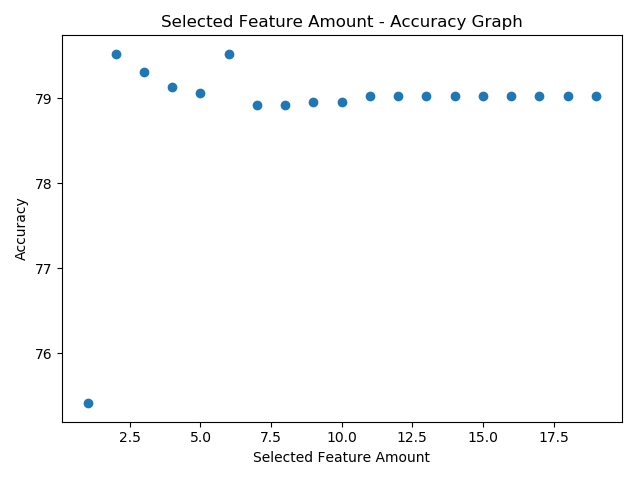 Selected Feature Amount - Accuracy Graph
79
78
77
76
Accuracy
2.5 5.0 7.5 10.0 12.5 15.0 17.5
Selected Feature Amount